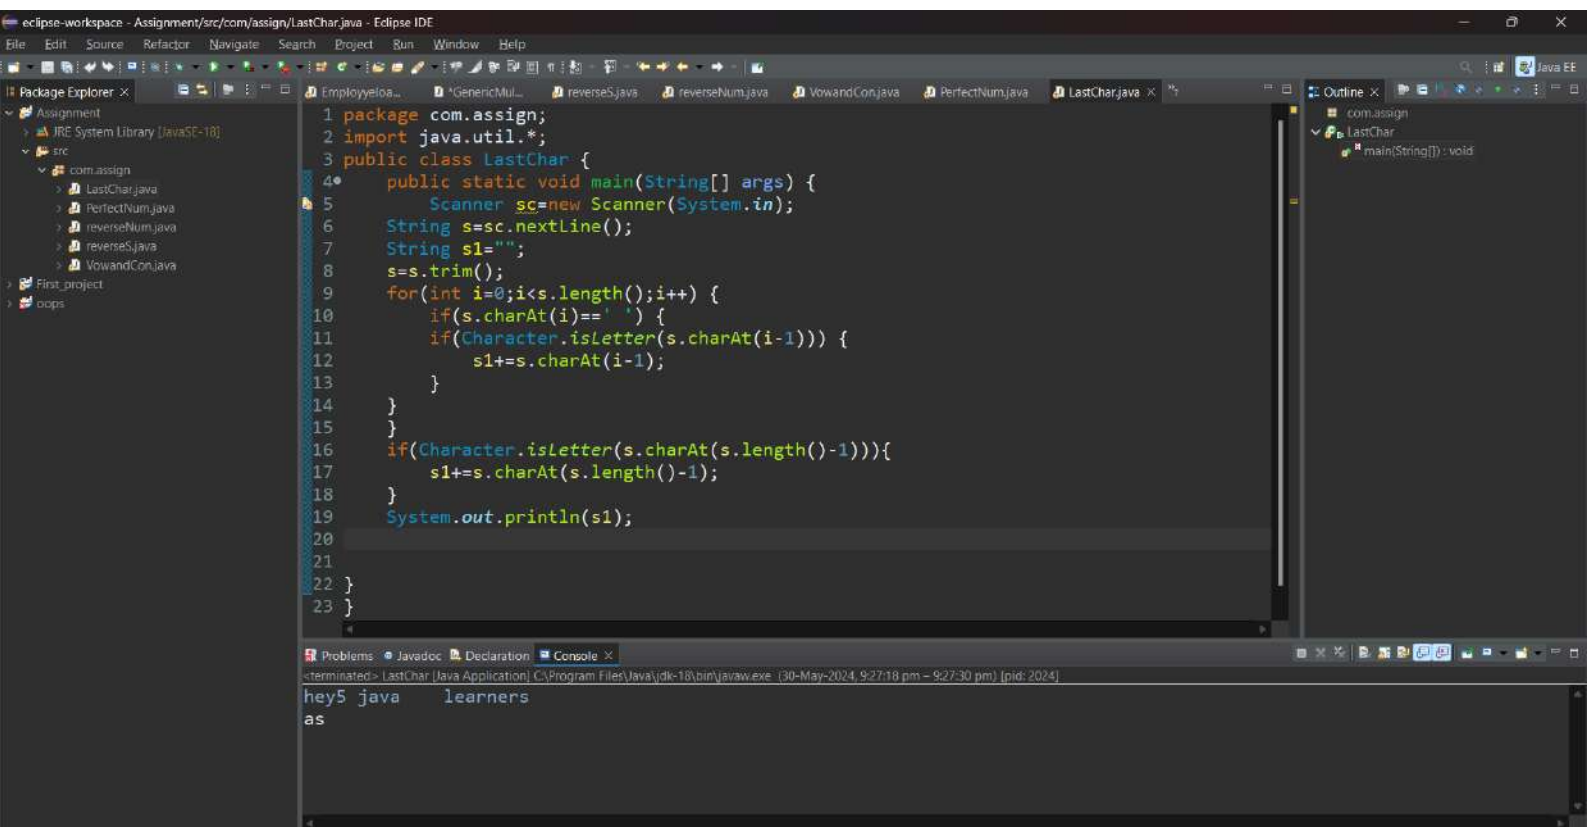 eclipse-workspace - Assignment/src/com/assign/LastChar.java - Eclipse IDE
File Edit Source Refactor Navigate Search Project Run Window Help
Java EE
Package Explorer
Assignment
JRE System Library [JavaSE-18]
src
com.assign
LastChar.java
PerfectNum.java
reverseNum.java
reverseS.java
VowandCon.java
First_project
oops
Employyeloa... *GenericMul... reverseS.java reverseNum.java VowandCon.java PerfectNum.java LastChar.java
1 package com.assign;
2 import java.util.*;
3 public class LastChar {
4 public static void main(String[] args) {
5 Scanner sc=new Scanner(System.in);
6 String s=sc.nextLine();
7 String s1="";
8 s=s.trim();
9 for(int i=0;i<s.length();i++) {
10 if(s.charAt(i)==' ') {
11 if(Character.isLetter(s.charAt(i-1))) {
12 s1+=s.charAt(i-1);
13 }
14 }
15 }
16 if(Character.isLetter(s.charAt(s.length()-1))){
17 s1+=s.charAt(s.length()-1);
18 }
19 System.out.println(s1);
20
21
22 }
23 }
Outline
com.assign
LastChar
main(String[]) : void
Problems Javadoc Declaration Console
<terminated> LastChar [Java Application] C:\Program Files\Java\jdk-18\bin\javaw.exe (30-May-2024, 9:27:18 pm – 9:27:30 pm) [pid: 2024]
hey5 java    learners
as